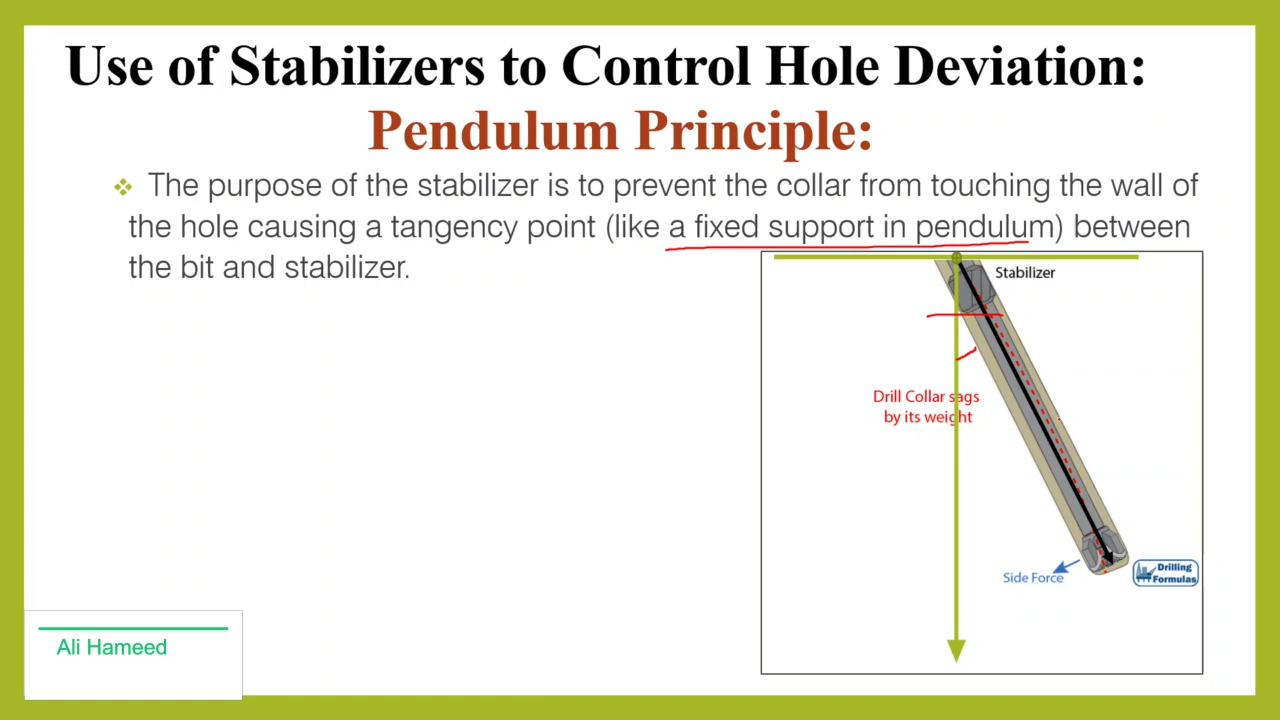 Use of Stabilizers to Control Hole Deviation:
Pendulum Principle:
The purpose of the stabilizer is to prevent the collar from touching the wall of
the hole causing a tangency point (like a fixed support in pendulum) between
the bit and stabilizer.
Stabilizer
Drill Collar sags
by its weight
Side Force
Drilling
Formulas
Ali Hameed